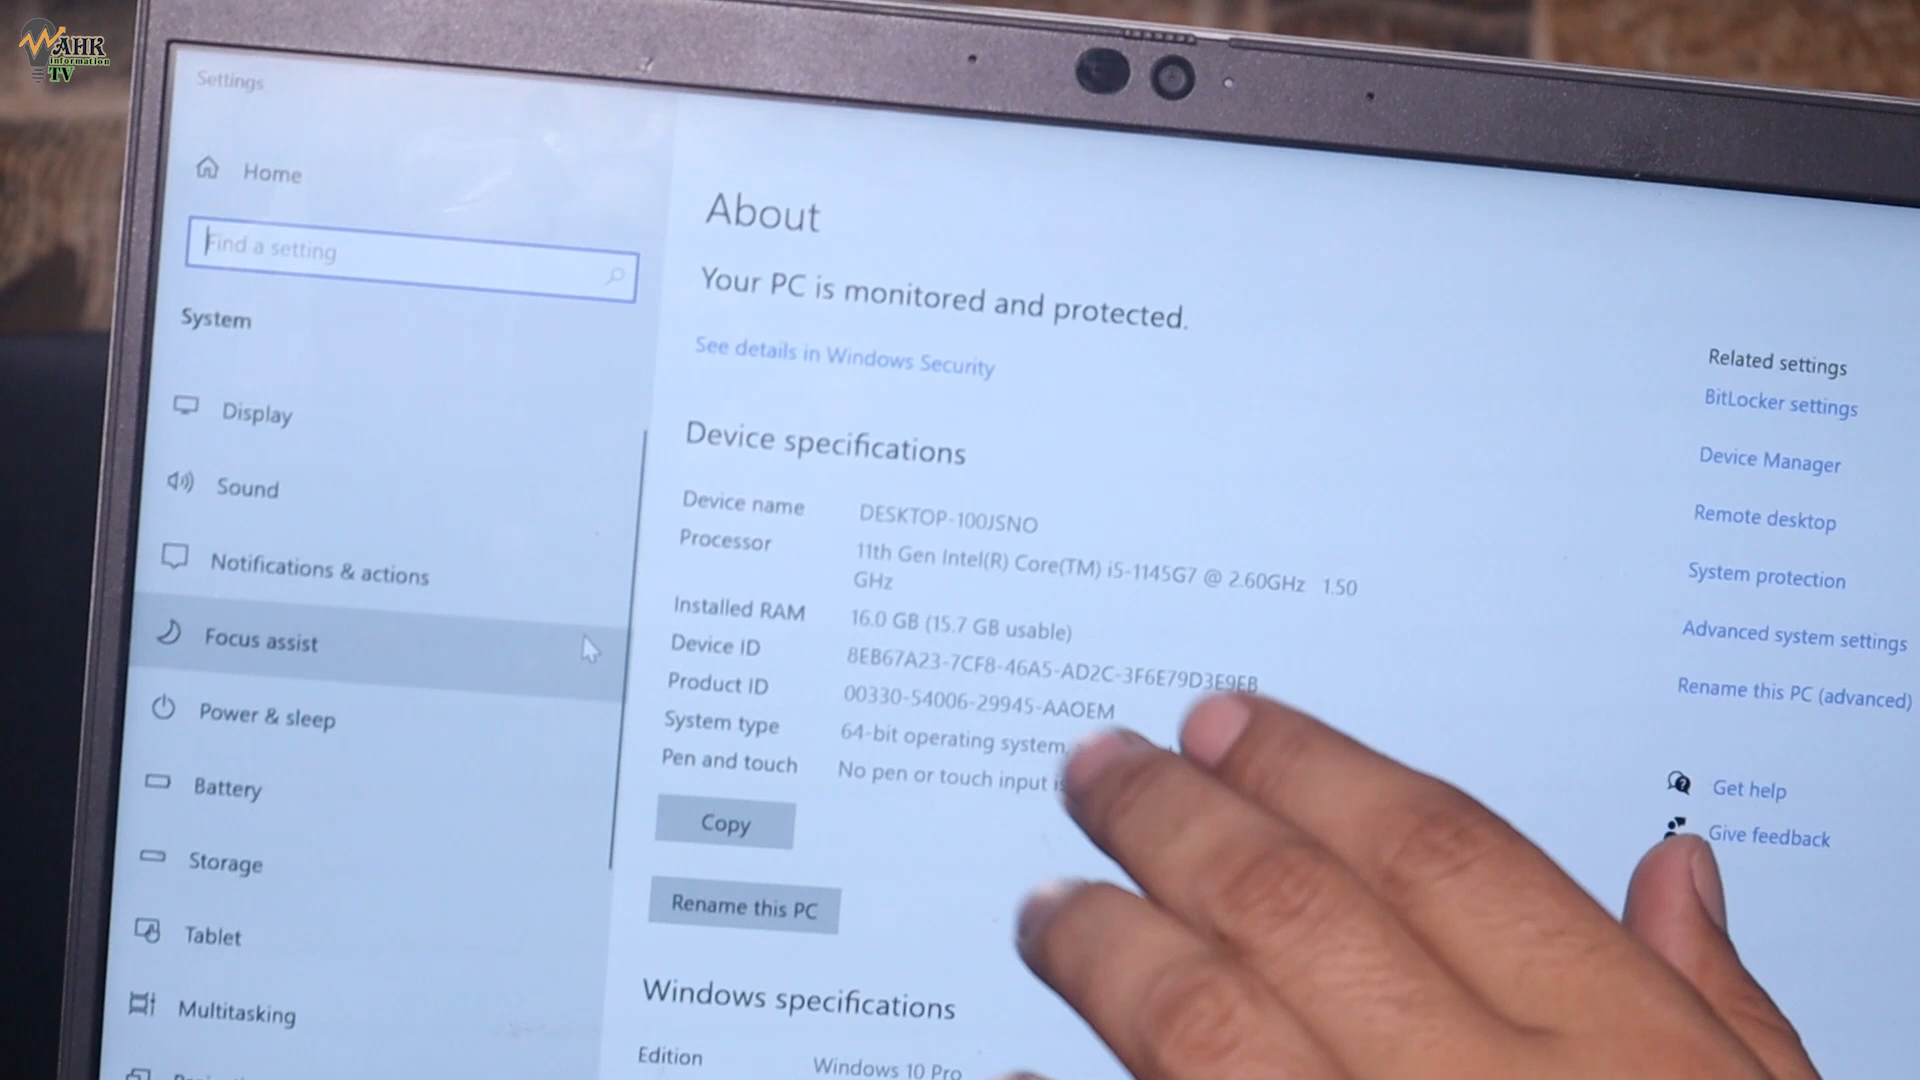 WAHK
information
TV
Settings
Home
Find a setting
System
Display
Sound
Notifications & actions
Focus assist
Power & sleep
Battery
Storage
Tablet
Multitasking
About
Your PC is monitored and protected.
See details in Windows Security
Device specifications
Device name DESKTOP-100JSNO
Processor 11th Gen Intel(R) Core(TM) i5-1145G7 @ 2.60GHz 1.50
GHz
Installed RAM 16.0 GB (15.7 GB usable)
Device ID 8EB67A23-7CF8-46A5-AD2C-3F6E79D3E9EB
Product ID 00330-54006-29945-AAOEM
System type 64-bit operating system,
Pen and touch No pen or touch input
Copy
Rename this PC
Windows specifications
Edition Windows 10 Pro
Related settings
BitLocker settings
Device Manager
Remote desktop
System protection
Advanced system settings
Rename this PC (advanced)
Get help
Give feedback